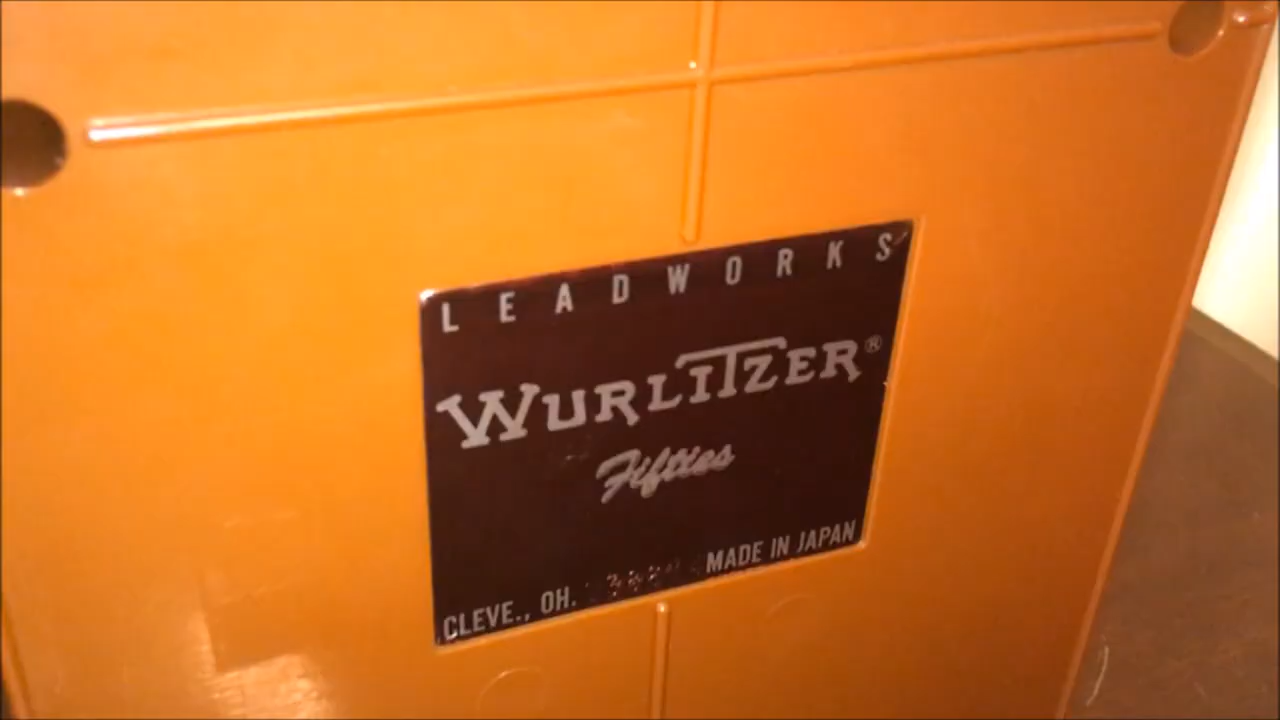 LEADWORKS
WURLITZER®
Fifties
CLEVE., OH. MADE IN JAPAN